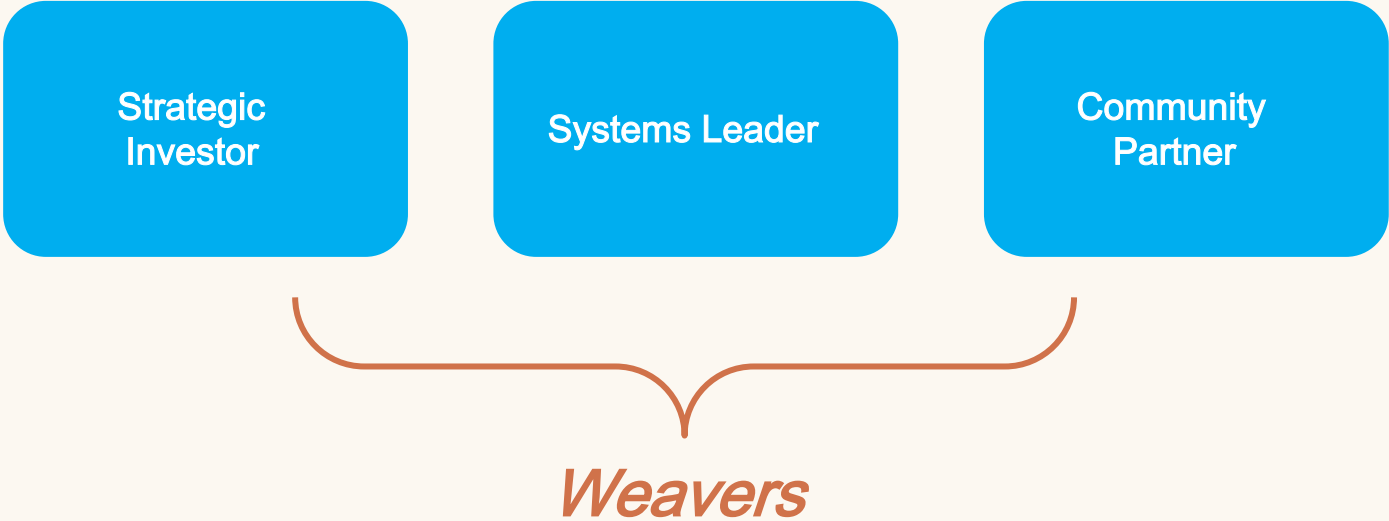 Strategic
Investor
Systems Leader
Community
Partner
Weavers